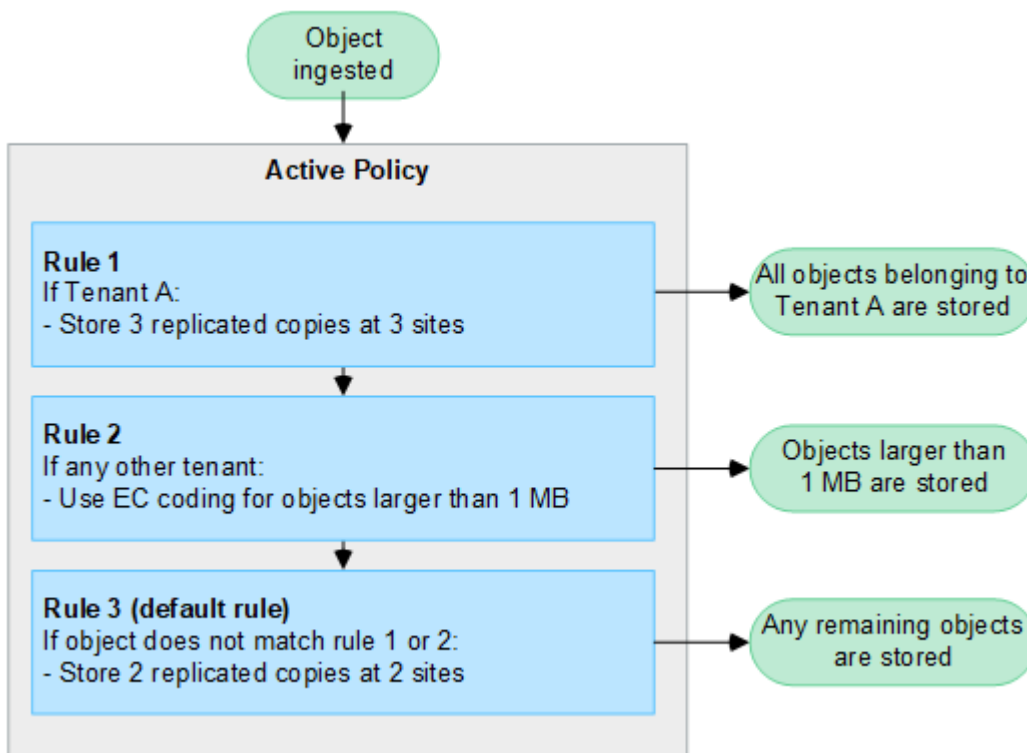 Object
ingested
Active Policy
Rule 1
If Tenant A:
- Store 3 replicated copies at 3 sites
All objects belonging to
Tenant A are stored
Rule 2
If any other tenant:
- Use EC coding for objects larger than 1 MB
Objects larger than
1 MB are stored
Rule 3 (default rule)
If object does not match rule 1 or 2:
- Store 2 replicated copies at 2 sites
Any remaining objects
are stored